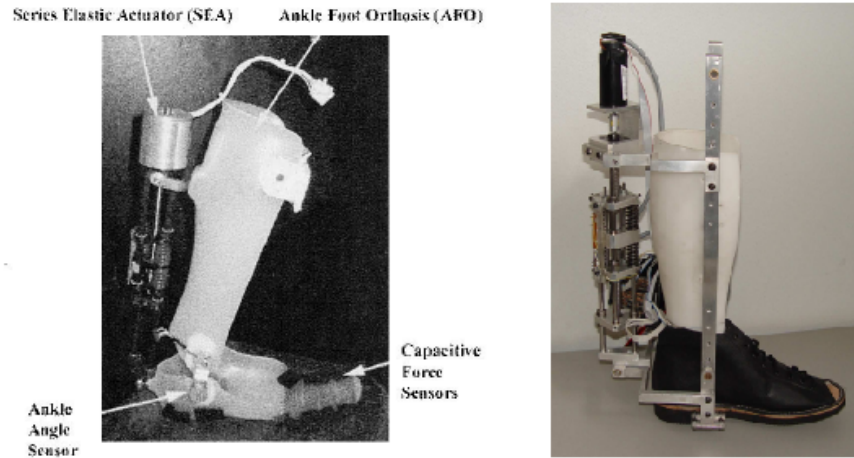 Series Elastic Actuator (SEA)
Ankle Foot Orthosis (AFO)
Capacitive
Force
Sensors
Ankle
Angle
Sensor